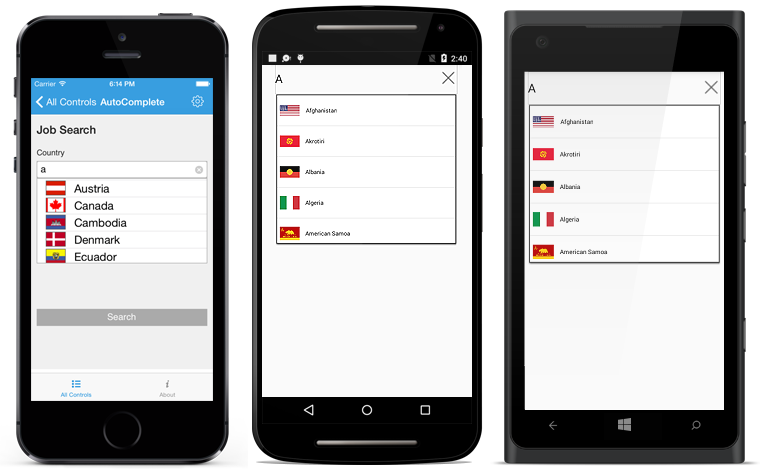 Carrier 6:14 PM
All Controls AutoComplete
Job Search
Country
a
Austria
Canada
Cambodia
Denmark
Ecuador
Search
All Controls About
2:40
A
Afghanistan
Akrotiri
Albania
Algeria
American Samoa
A
Afghanistan
Akrotiri
Albania
Algeria
American Samoa